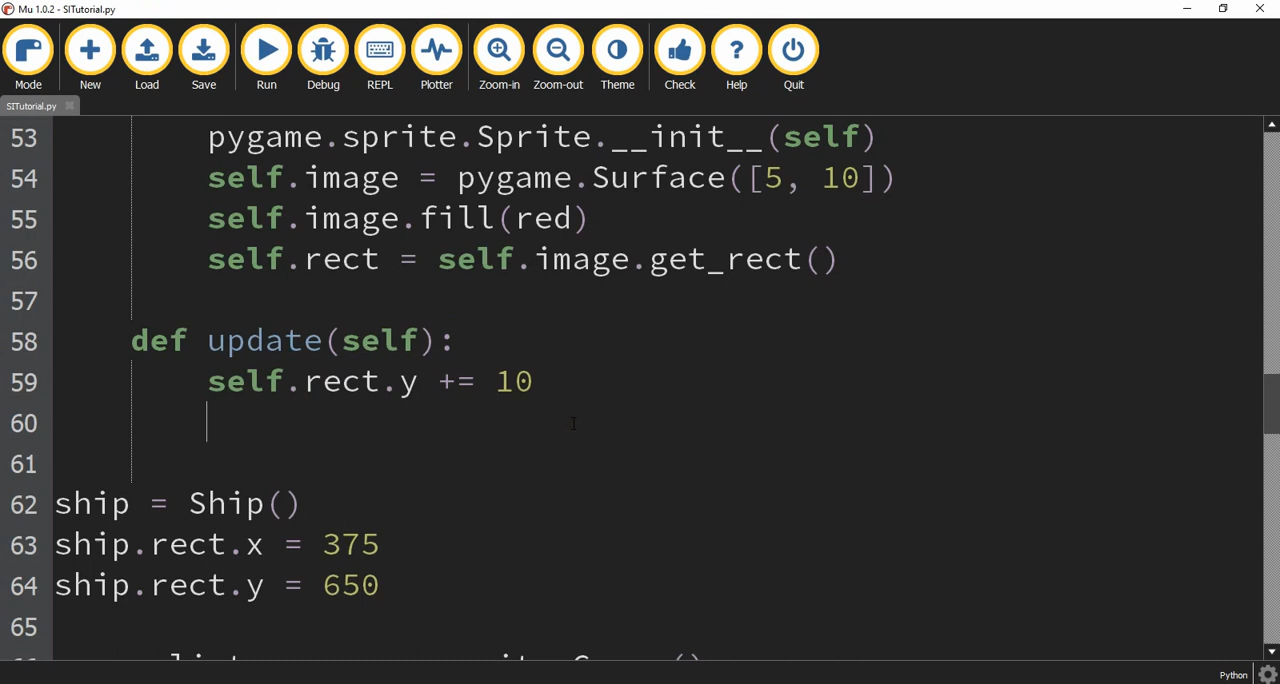 Mu 1.0.2 - SITutorial.py
Mode New Load Save Run Debug REPL Plotter Zoom-in Zoom-out Theme Check Help Quit
SITutorial.py
53 pygame.sprite.Sprite.__init__(self)
54 self.image = pygame.Surface([5, 10])
55 self.image.fill(red)
56 self.rect = self.image.get_rect()
57
58 def update(self):
59 self.rect.y += 10
60
61
62 ship = Ship()
63 ship.rect.x = 375
64 ship.rect.y = 650
65
Python